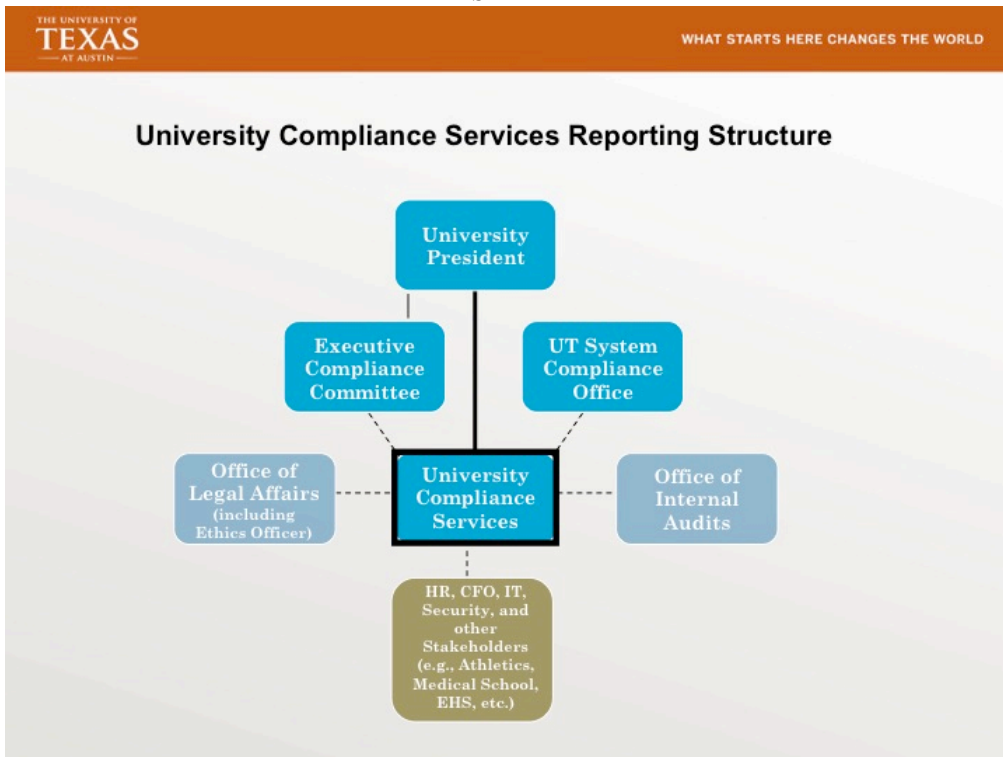 THE UNIVERSITY OF
TEXAS
AT AUSTIN
WHAT STARTS HERE CHANGES THE WORLD
University Compliance Services Reporting Structure
University
President
Executive
Compliance
Committee
UT System
Compliance
Office
Office of
Legal Affairs
(including
Ethics Officer)
University
Compliance
Services
Office of
Internal
Audits
HR, CFO, IT,
Security, and
other
Stakeholders
(e.g., Athletics,
Medical School,
EHS, etc.)